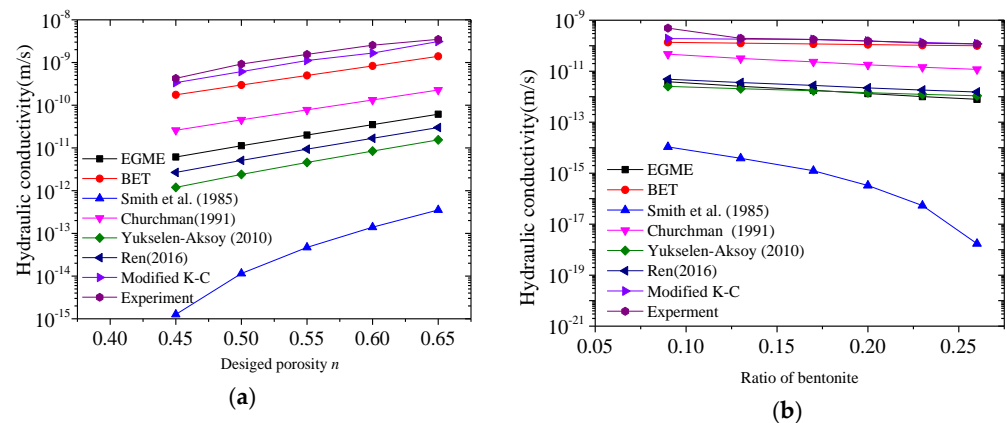 Hydraulic conductivity(m/s)
10^-8
10^-9
10^-10
10^-11
10^-12
10^-13
10^-14
10^-15
EGME
BET
Smith et al. (1985)
Churchman(1991)
Yukselen-Aksoy (2010)
Ren(2016)
Modified K-C
Experiment
0.40 0.45 0.50 0.55 0.60 0.65
Desiged porosity n
(a)
Hydraulic conductivity(m/s)
10^-9
10^-11
10^-13
10^-15
10^-17
10^-19
10^-21
EGME
BET
Smith et al. (1985)
Churchman (1991)
Yukselen-Aksoy (2010)
Ren(2016)
Modified K-C
Experment
0.05 0.10 0.15 0.20 0.25
Ratio of bentonite
(b)